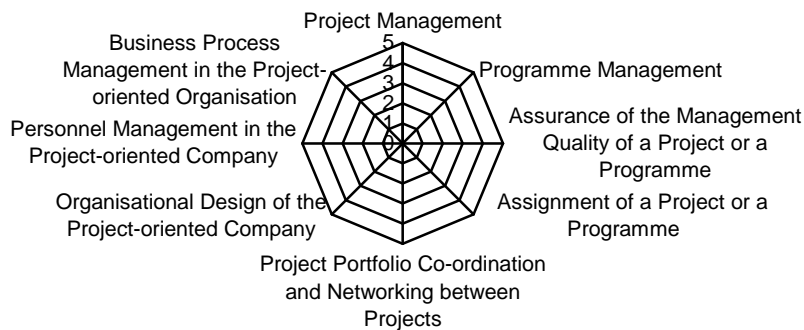 Project Management
5
4
3
2
1
0
Programme Management
Assurance of the Management
Quality of a Project or a
Programme
Assignment of a Project or a
Programme
Project Portfolio Co-ordination
and Networking between
Projects
Organisational Design of the
Project-oriented Company
Personnel Management in the
Project-oriented Company
Business Process
Management in the Project-
oriented Organisation